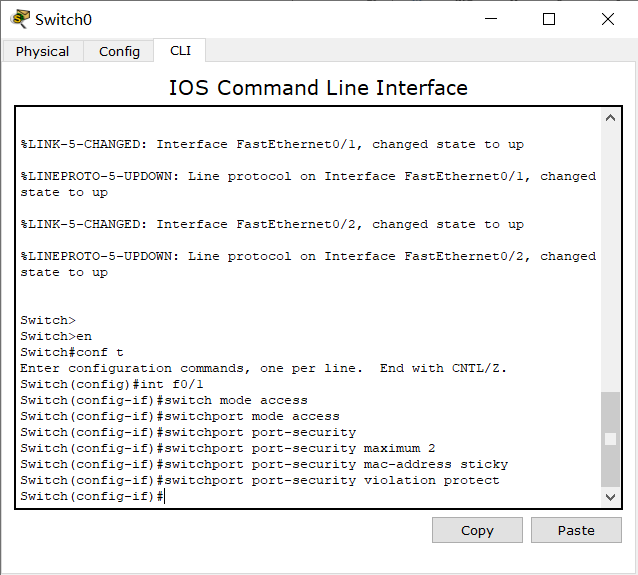 Switch0
Physical Config CLI
IOS Command Line Interface
%LINK-5-CHANGED: Interface FastEthernet0/1, changed state to up
%LINEPROTO-5-UPDOWN: Line protocol on Interface FastEthernet0/1, changed
state to up
%LINK-5-CHANGED: Interface FastEthernet0/2, changed state to up
%LINEPROTO-5-UPDOWN: Line protocol on Interface FastEthernet0/2, changed
state to up
Switch>
Switch>en
Switch#conf t
Enter configuration commands, one per line.  End with CNTL/Z.
Switch(config)#int f0/1
Switch(config-if)#switch mode access
Switch(config-if)#switchport mode access
Switch(config-if)#switchport port-security
Switch(config-if)#switchport port-security maximum 2
Switch(config-if)#switchport port-security mac-address sticky
Switch(config-if)#switchport port-security violation protect
Switch(config-if)#
Copy Paste